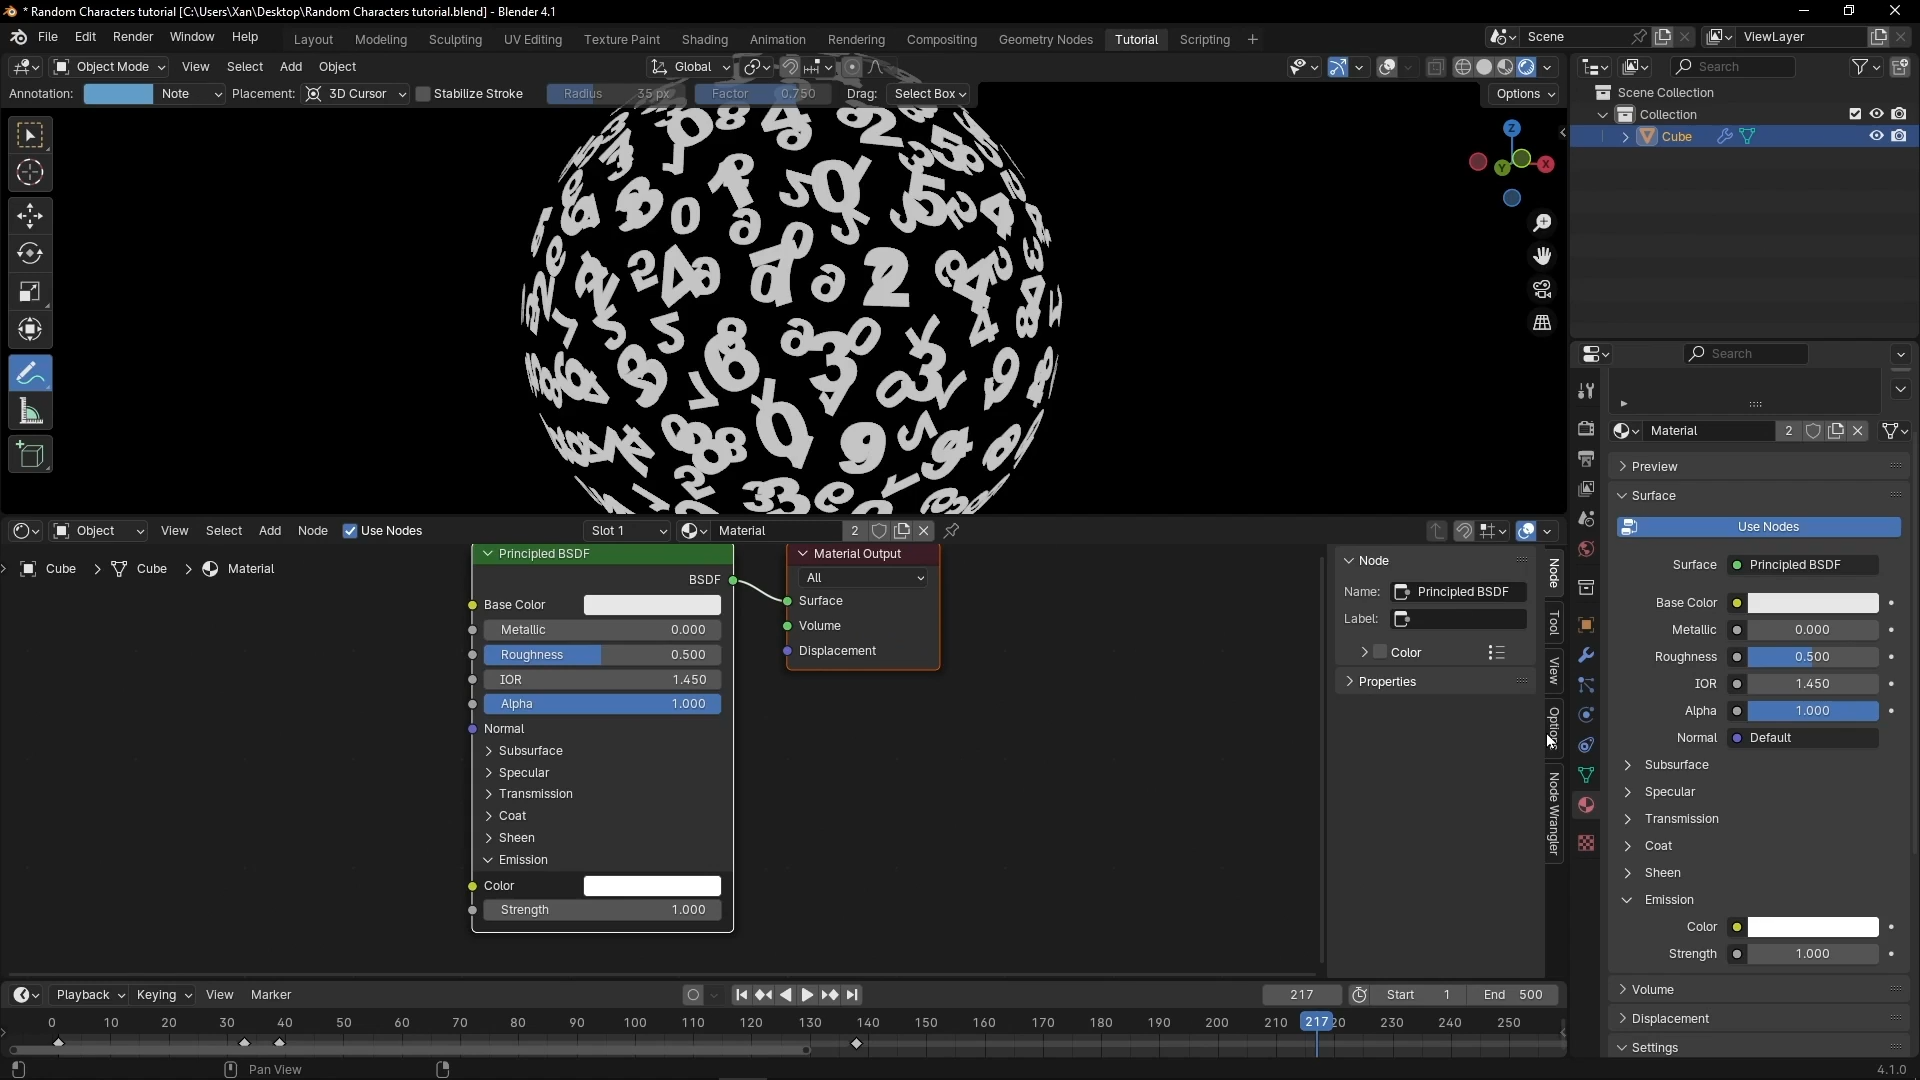 * Random Characters tutorial [C:\Users\Xan\Desktop\Random Characters tutorial.blend] - Blender 4.1
File Edit Render Window Help Layout Modeling Sculpting UV Editing Texture Paint Shading Animation Rendering Compositing Geometry Nodes Tutorial Scripting + Scene ViewLayer
Object Mode View Select Add Object Global Search
Annotation: Note Placement: 3D Cursor Stabilize Stroke Radius 35 px Factor 0.750 Drag: Select Box Options
Scene Collection
Collection
Cube
Z
Y
X
Search
Material 2
Preview
Surface
Use Nodes
Surface Principled BSDF
Base Color
Metallic 0.000
Roughness 0.500
IOR 1.450
Alpha 1.000
Normal Default
Subsurface
Specular
Transmission
Coat
Sheen
Emission
Color
Strength 1.000
Volume
Displacement
Settings
Object View Select Add Node Use Nodes Slot 1 Material 2
Cube > Cube > Material
Principled BSDF
BSDF
Base Color
Metallic 0.000
Roughness 0.500
IOR 1.450
Alpha 1.000
Normal
Subsurface
Specular
Transmission
Coat
Sheen
Emission
Color
Strength 1.000
Material Output
All
Surface
Volume
Displacement
Node
Name: Principled BSDF
Label:
Color
Properties
Node
Tool
View
Options
Node Wrangler
Playback Keying View Marker 217 Start 1 End 500
0 10 20 30 40 50 60 70 80 90 100 110 120 130 140 150 160 170 180 190 200 210 217 20 230 240 250
Pan View 4.1.0